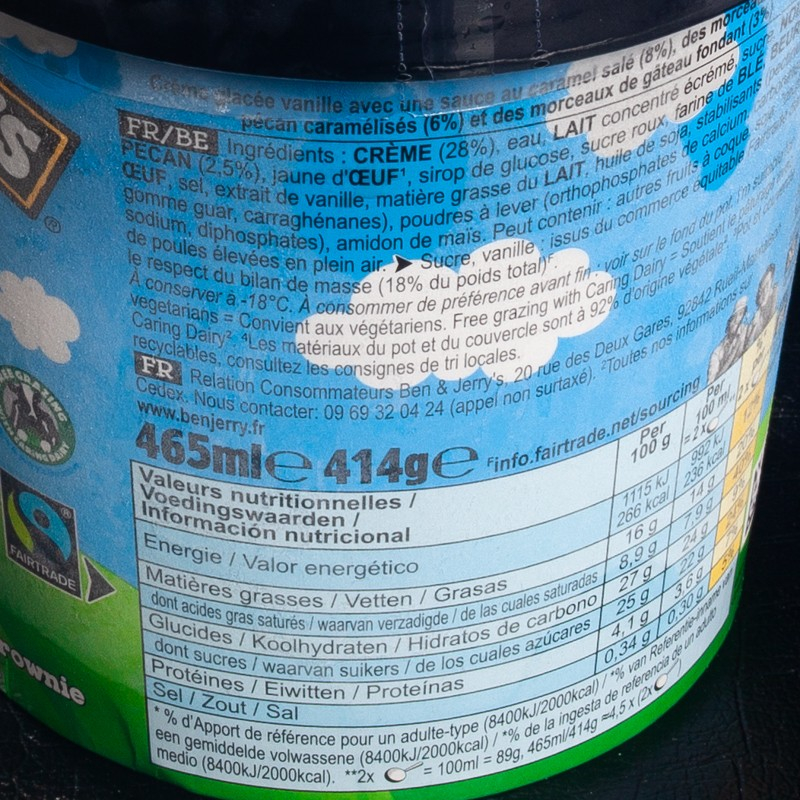 Crème glacée vanille avec une sauce au caramel salé (8%), des morceaux
pécan caramélisés (6%) et des morceaux de gâteau fondant (3%
FR/BE Ingrédients : CRÈME (28%), eau, LAIT concentré écrémé, sucre,
PÉCAN (2,5%), jaune d'ŒUF¹, sirop de glucose, sucre roux, farine de BLÉ,
ŒUF, sel, extrait de vanille, matière grasse du LAIT, huile de soja, stabilisants
gomme guar, carraghénanes), poudres à lever (orthophosphates de calcium,
sodium, diphosphates), amidon de maïs. Peut contenir : autres fruits à coque.
de poules élevées en plein air. ➤ Sucre, vanille : issus du commerce équitable
le respect du bilan de masse (18% du poids total)ᶠ.
À conserver à -18°C. À consommer de préférence avant fin : voir sur le fond du pot.
vegetarians = Convient aux végétariens. Free grazing with Caring Dairy = Soutient le
Caring Dairy². ⁴Les matériaux du pot et du couvercle sont à 92% d'origine végétale
recyclables, consultez les consignes de tri locales.
FR Relation Consommateurs Ben & Jerry's, 20 rue des Deux Gares, 92842 Rueil-Malmaison
Cedex. Nous contacter: 09 69 32 04 24 (appel non surtaxé). ²Toutes nos informations sur
www.benjerry.fr
465ml℮ 414g℮ ᶠinfo.fairtrade.net/sourcing
FAIRTRADE
rownie
Valeurs nutritionnelles /
Voedingswaarden /
Información nutricional
Per
100 g
Per
100 ml
= 2x
Energie / Valor energético
1115 kJ 992 kJ
266 kcal 236 kcal
Matières grasses / Vetten / Grasas 16 g 14 g
dont acides gras saturés / waarvan verzadigde / de las cuales saturadas 8,9 g 7,9 g
Glucides / Koolhydraten / Hidratos de carbono 27 g 24 g
dont sucres / waarvan suikers / de los cuales azúcares 25 g 22 g
Protéines / Eiwitten / Proteínas 4,1 g 3,6 g
Sel / Zout / Sal 0,34 g 0,30 g
* % d'Apport de référence pour un adulte-type (8400kJ/2000kcal) / *% van Referentie-inname van
een gemiddelde volwassene (8400kJ/2000kcal) / *% de la ingesta de referencia de un adulto
medio (8400kJ/2000kcal). **2x = 100ml = 89g, 465ml/414g ≈4,5 x (2x